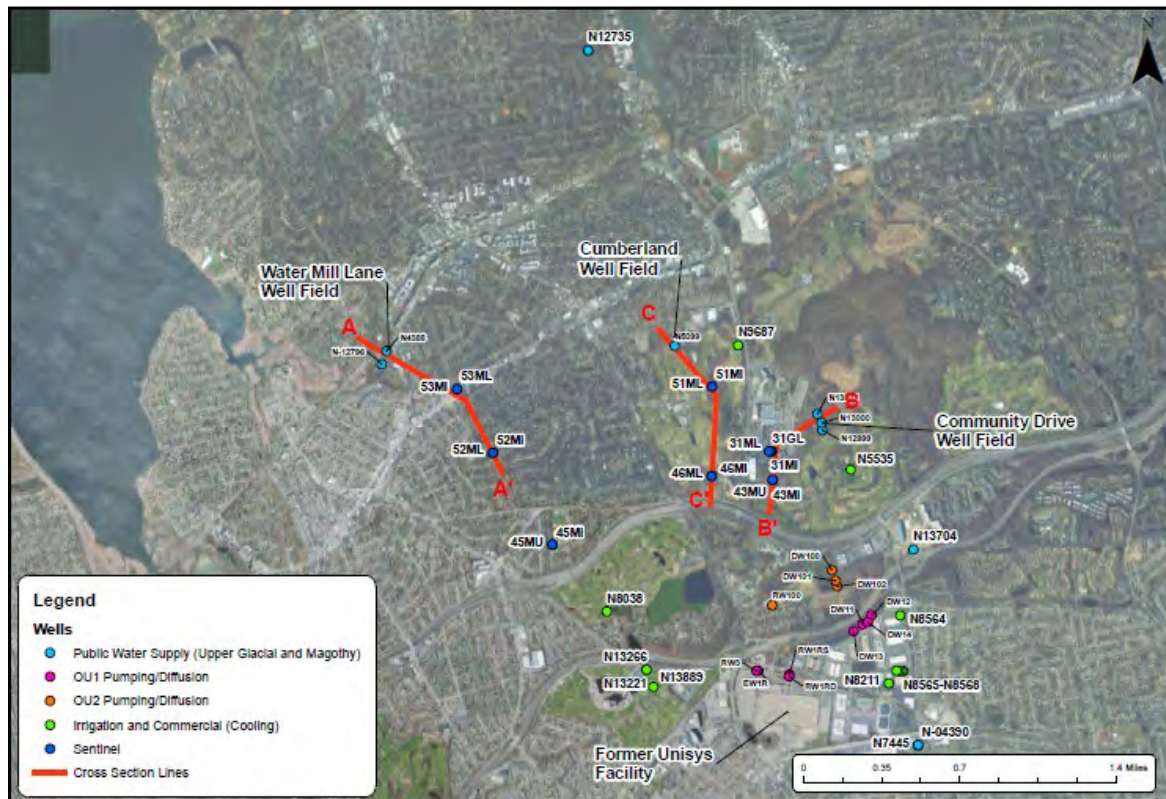 N12735
N
Cumberland
Well Field
Water Mill Lane
Well Field
A
N4388
N-12796
C
N5099
N9687
53ML
53MI
51MI
51ML
B
N13000
N12999
Community Drive
Well Field
52MI
52ML
31ML
31GL
31MI
N5535
A'
46ML
46MI
43MU
43MI
C'
B'
45MI
45MU
N13704
DW100
DW101
DW102
N8038
RW100
DW11
DW12
N8564
DW14
DW13
N13266
N13889
N13221
RW3
RW1RS
EW1R
RW1RD
N8211
N8565-N8568
Former Unisys
Facility
N7445
N-04390
Legend
Wells
Public Water Supply (Upper Glacial and Magothy)
OU1 Pumping/Diffusion
OU2 Pumping/Diffusion
Irrigation and Commercial (Cooling)
Sentinel
Cross Section Lines
0
0.35
0.7
1.4 Miles